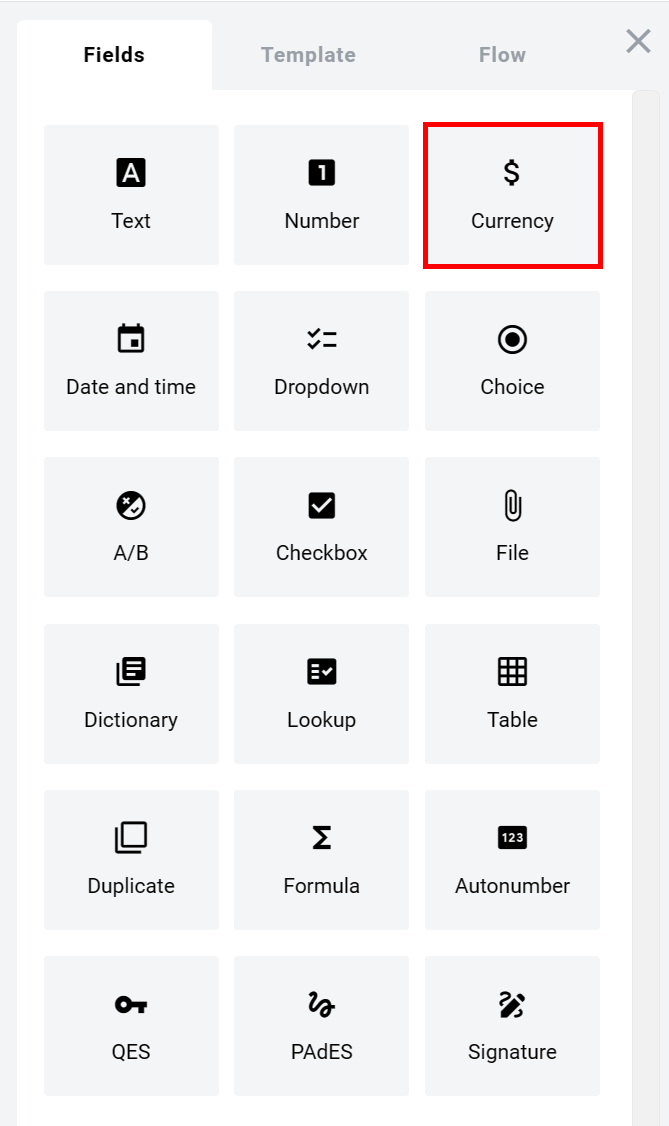 Fields Template Flow
A 1 $
Text Number Currency
Date and time Dropdown Choice
A/B Checkbox File
Dictionary Lookup Table
123
Duplicate Formula Autonumber
QES PAdES Signature